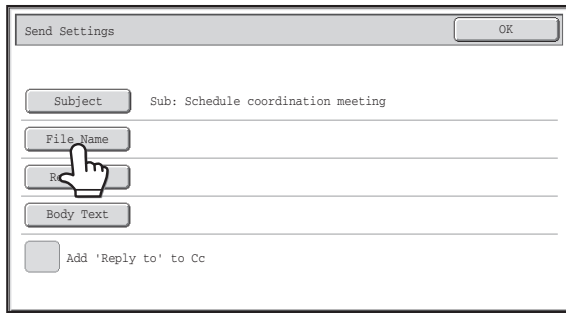 Send Settings
OK
Subject
Sub: Schedule coordination meeting
File Name
Body Text
Add 'Reply to' to Cc